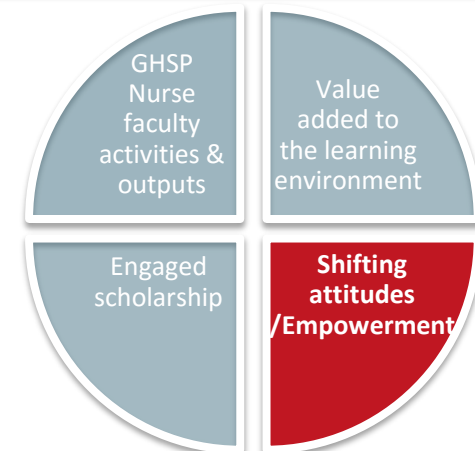 GHSP
Nurse
faculty
activities &
outputs
Value
added to
the learning
environment
Engaged
scholarship
Shifting
attitudes
/Empowerment